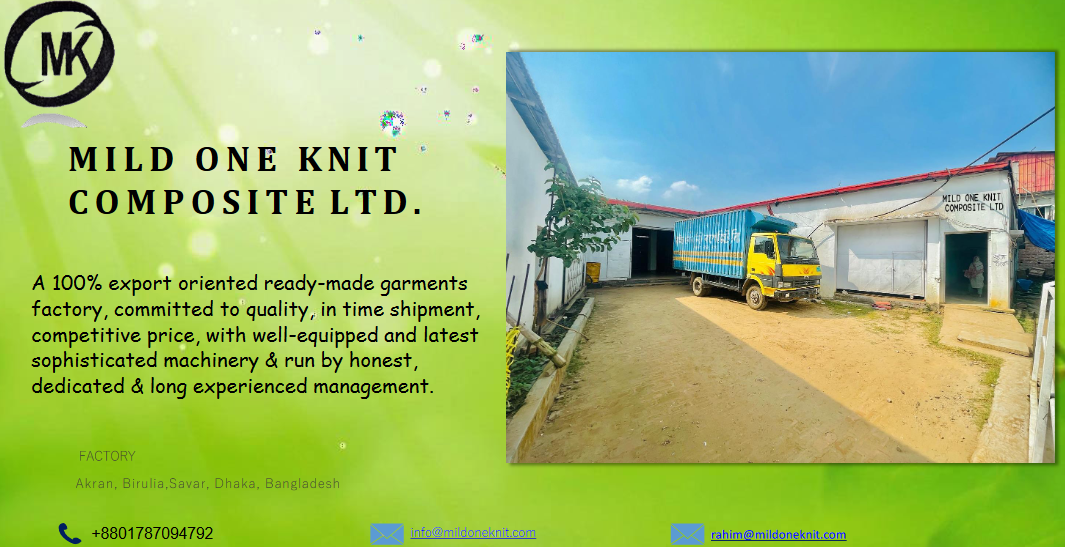 MK
MILD ONE KNIT
COMPOSITE LTD.
A 100% export oriented ready-made garments
factory, committed to quality, in time shipment,
competitive price, with well-equipped and latest
sophisticated machinery & run by honest,
dedicated & long experienced management.
MILD ONE KNIT
COMPOSITE LTD
FACTORY
Akran, Birulia,Savar, Dhaka, Bangladesh
+8801787094792
info@mildoneknit.com
rahim@mildoneknit.com